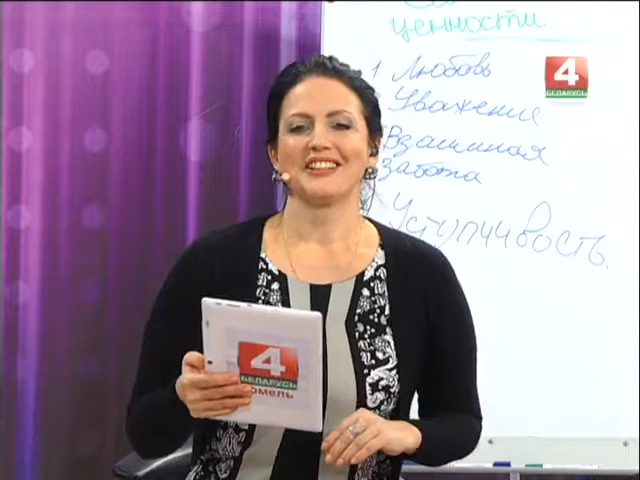 ценности
1 Любовь
Уважение
Взаимная
забота
Уступчивость.
4
БЕЛАРУСЬ
4
БЕЛАРУСЬ
Гомель